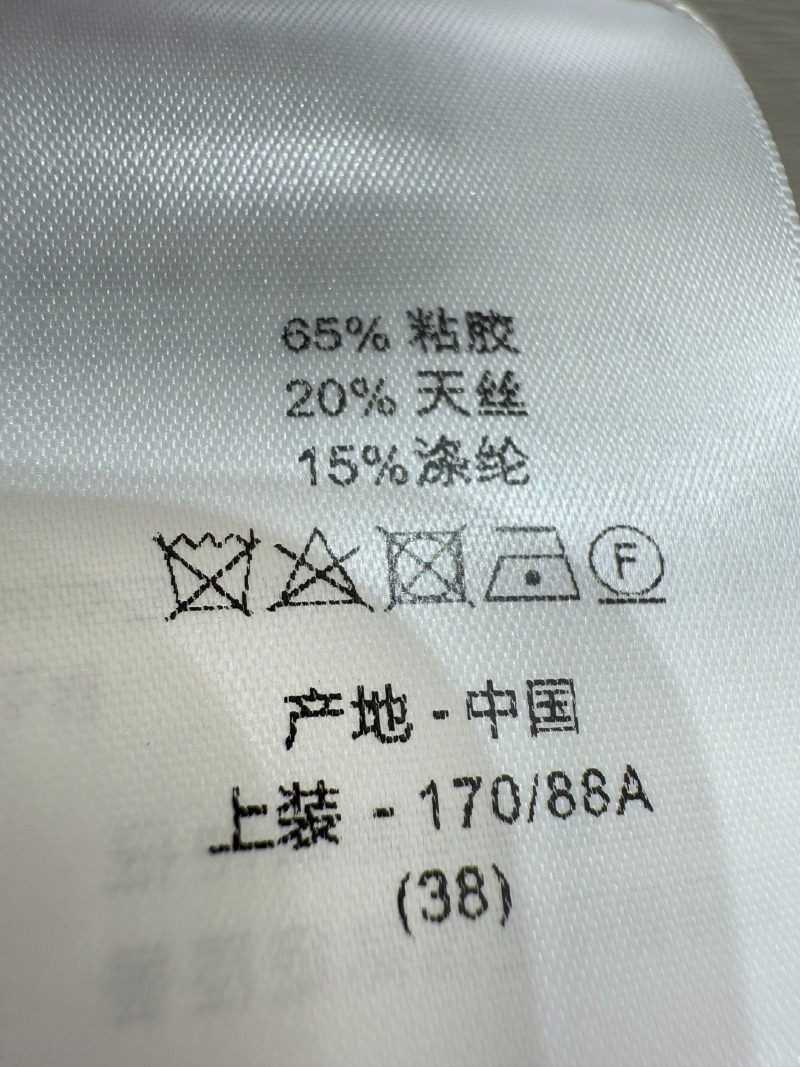 65% 粘胶
20% 天丝
15%涤纶
F
产地 - 中国
上装 - 170/88A
(38)